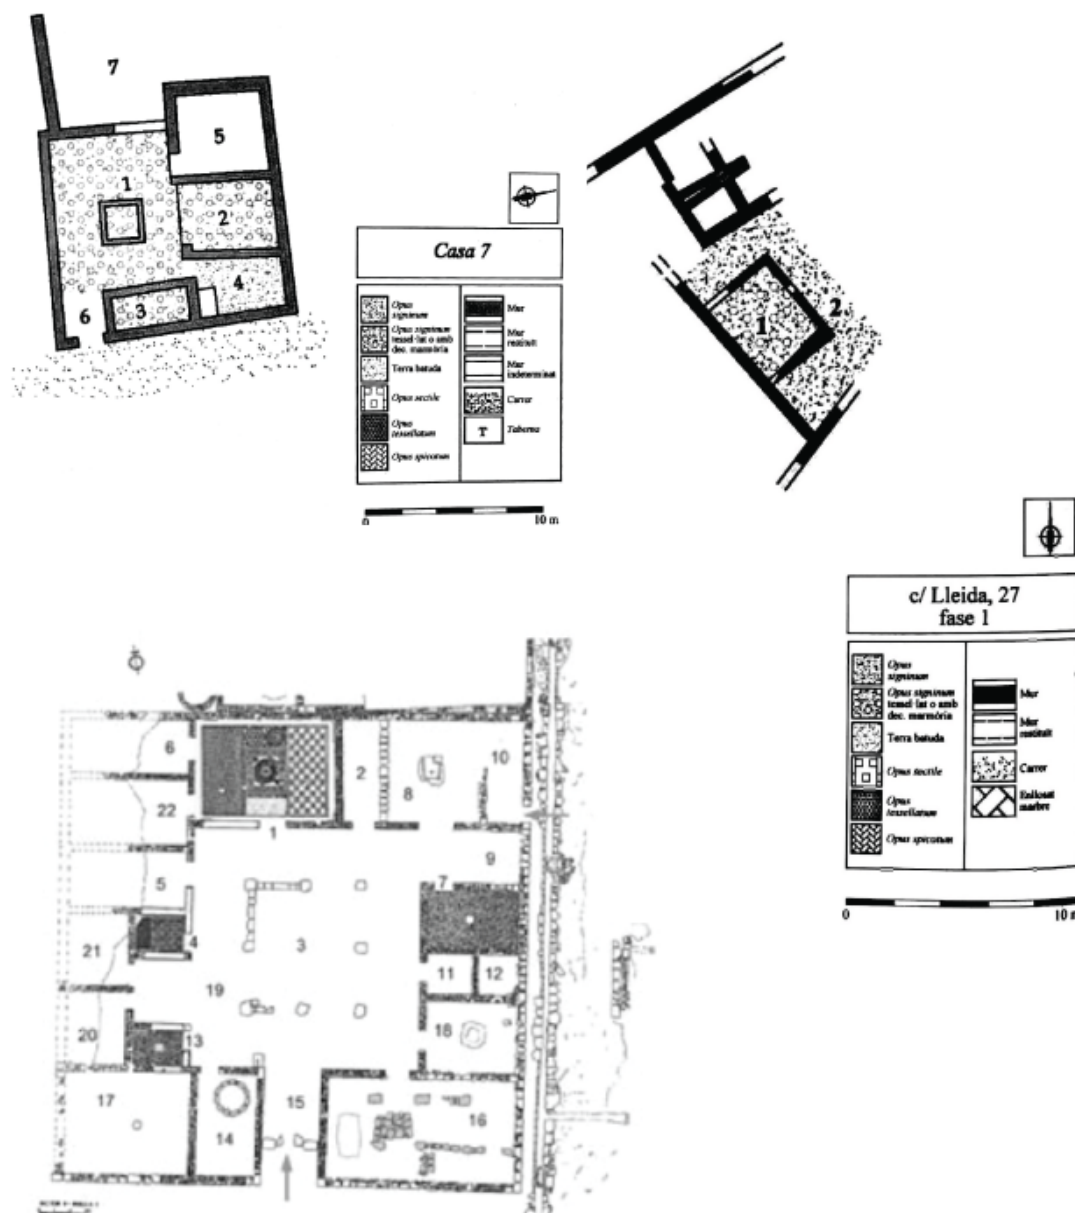 7
5
1
2
4
3
6
Casa 7
Opus
signinum
Opus signinum
tessel·lat o amb
dec. marmòria
Terra batuda
Opus sectile
Opus
tessellatum
Opus spicatum
Mur
Mur
restituït
Mur
indeterminat
Carrer
T Taberna
0 10 m
1
2
c/ Lleida, 27
fase 1
Opus
signinum
Opus signinum
tessel·lat o amb
dec. marmòria
Terra batuda
Opus sectile
Opus
tessellatum
Opus spicatum
Mur
Mur
restituït
Carrer
Enllosat
marbre
0 10 m
6
2
10
8
22
1
9
5
7
4
21
3
11
12
19
18
20
13
17
15
16
14